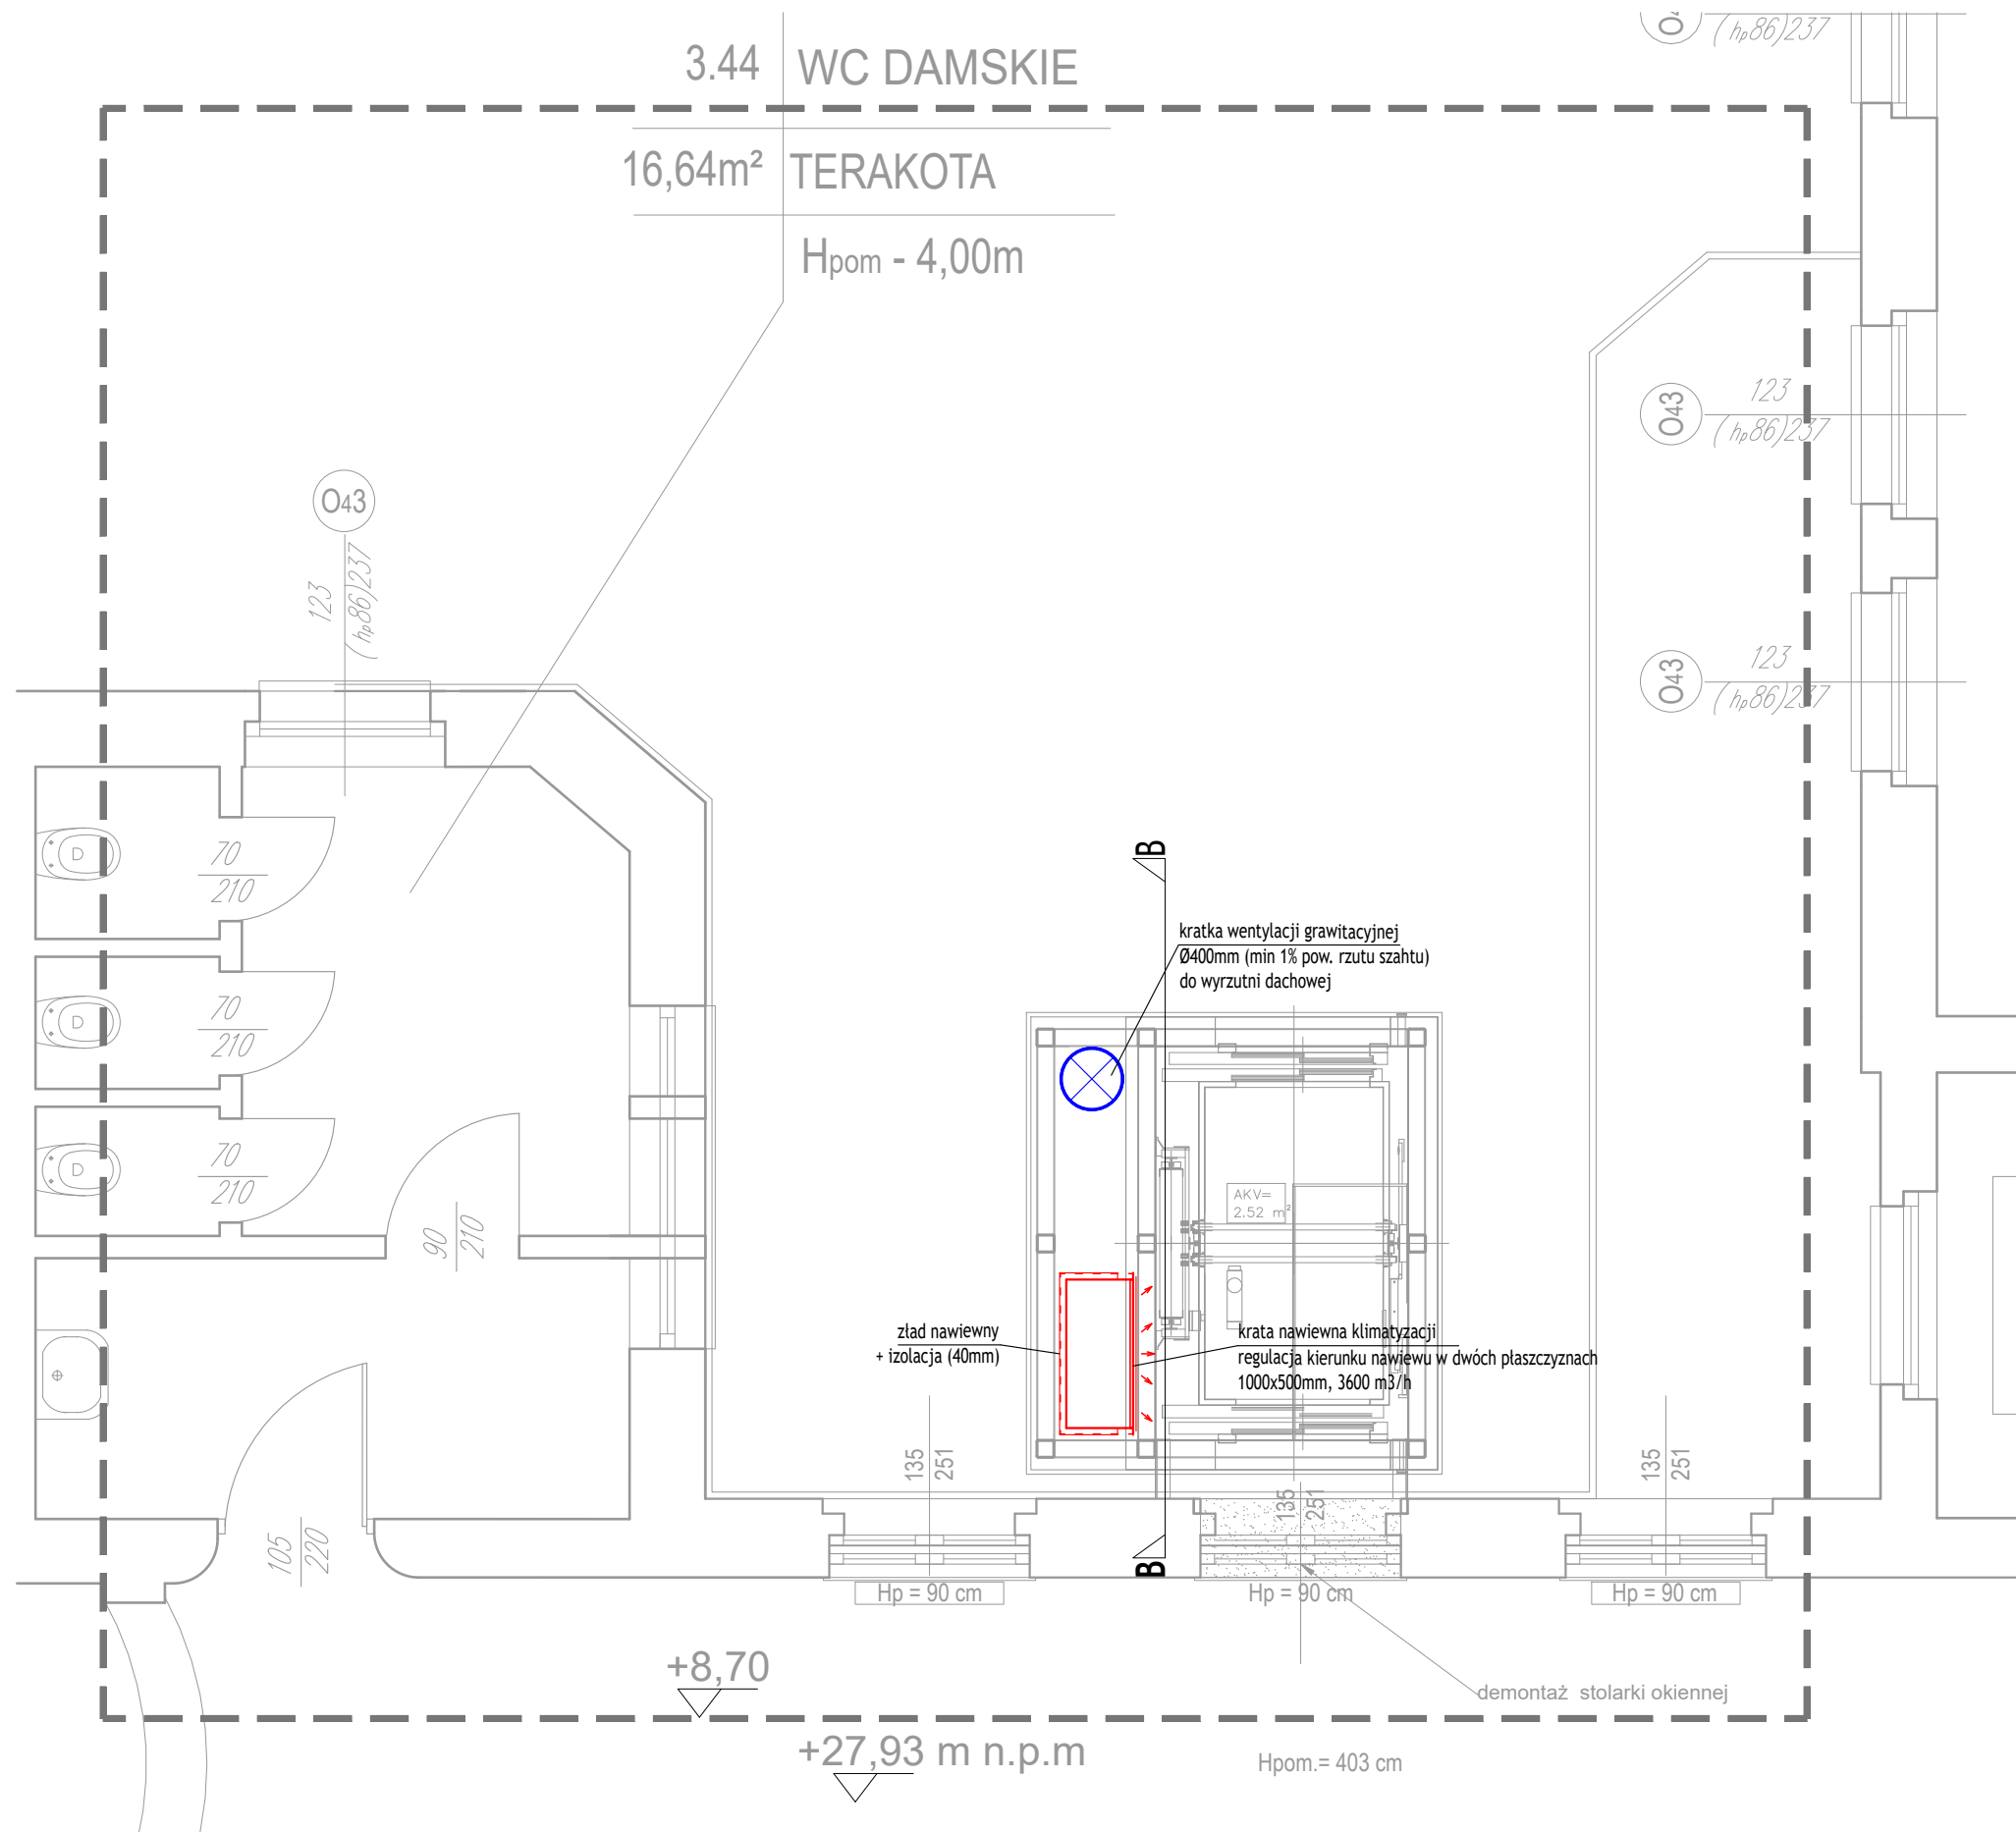 3.44 WC DAMSKIE
16,64m² TERAKOTA
Hpom - 4,00m
(hp86)237
O43
123
(hp86)237
O43
123
(hp86)237
O43
123
(hp86)237
70
210
70
210
70
210
90
210
105
220
B
kratka wentylacji grawitacyjnej
Ø400mm (min 1% pow. rzutu szahtu)
do wyrzutni dachowej
AKV=
2.52 m²
zład nawiewny
+ izolacja (40mm)
krata nawiewna klimatyzacji
regulacja kierunku nawiewu w dwóch płaszczyznach
1000x500mm, 3600 m3/h
135
251
135
251
135
251
B
Hp = 90 cm
Hp = 90 cm
Hp = 90 cm
+8,70
demontaż stolarki okiennej
+27,93 m n.p.m
Hpom.= 403 cm